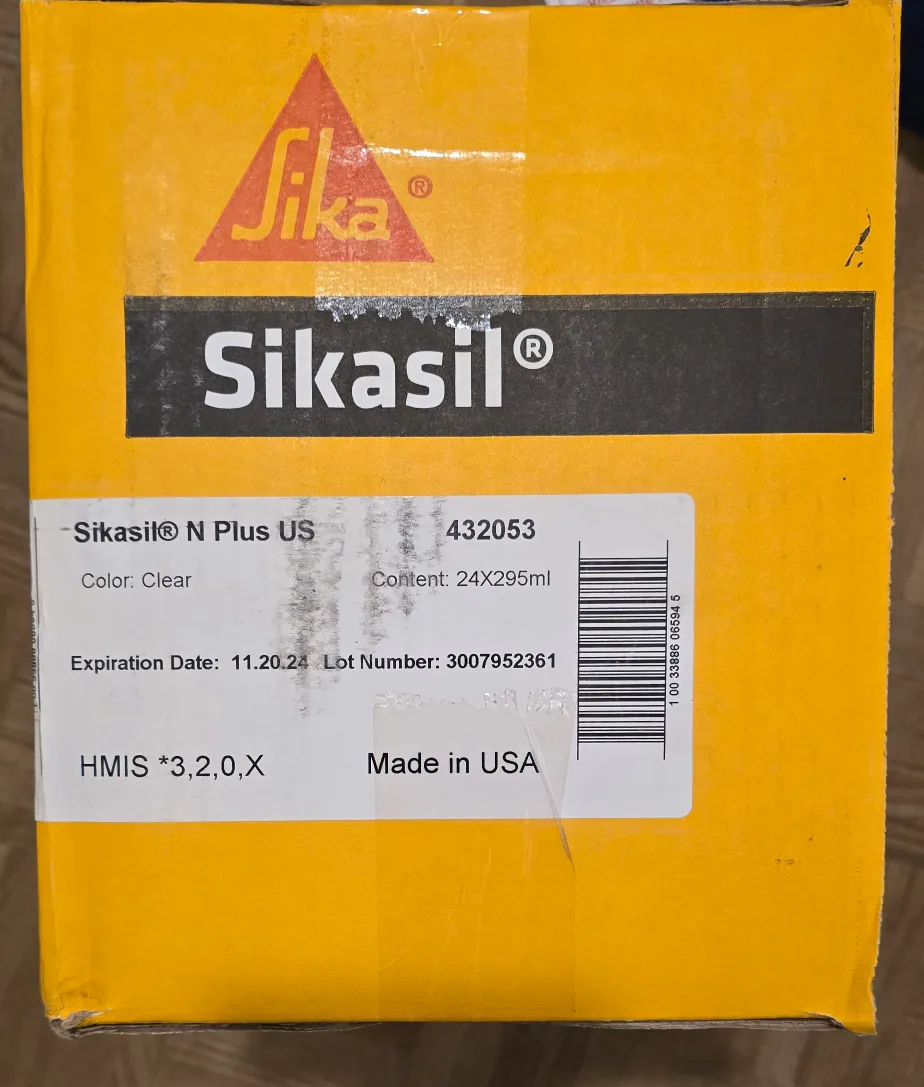 Sika®
Sikasil®
Sikasil® N Plus US 432053
Color: Clear Content: 24X295ml
Expiration Date: 11.20.24 Lot Number: 3007952361
1 00 33886 06594 5
HMIS *3,2,0,X Made in USA